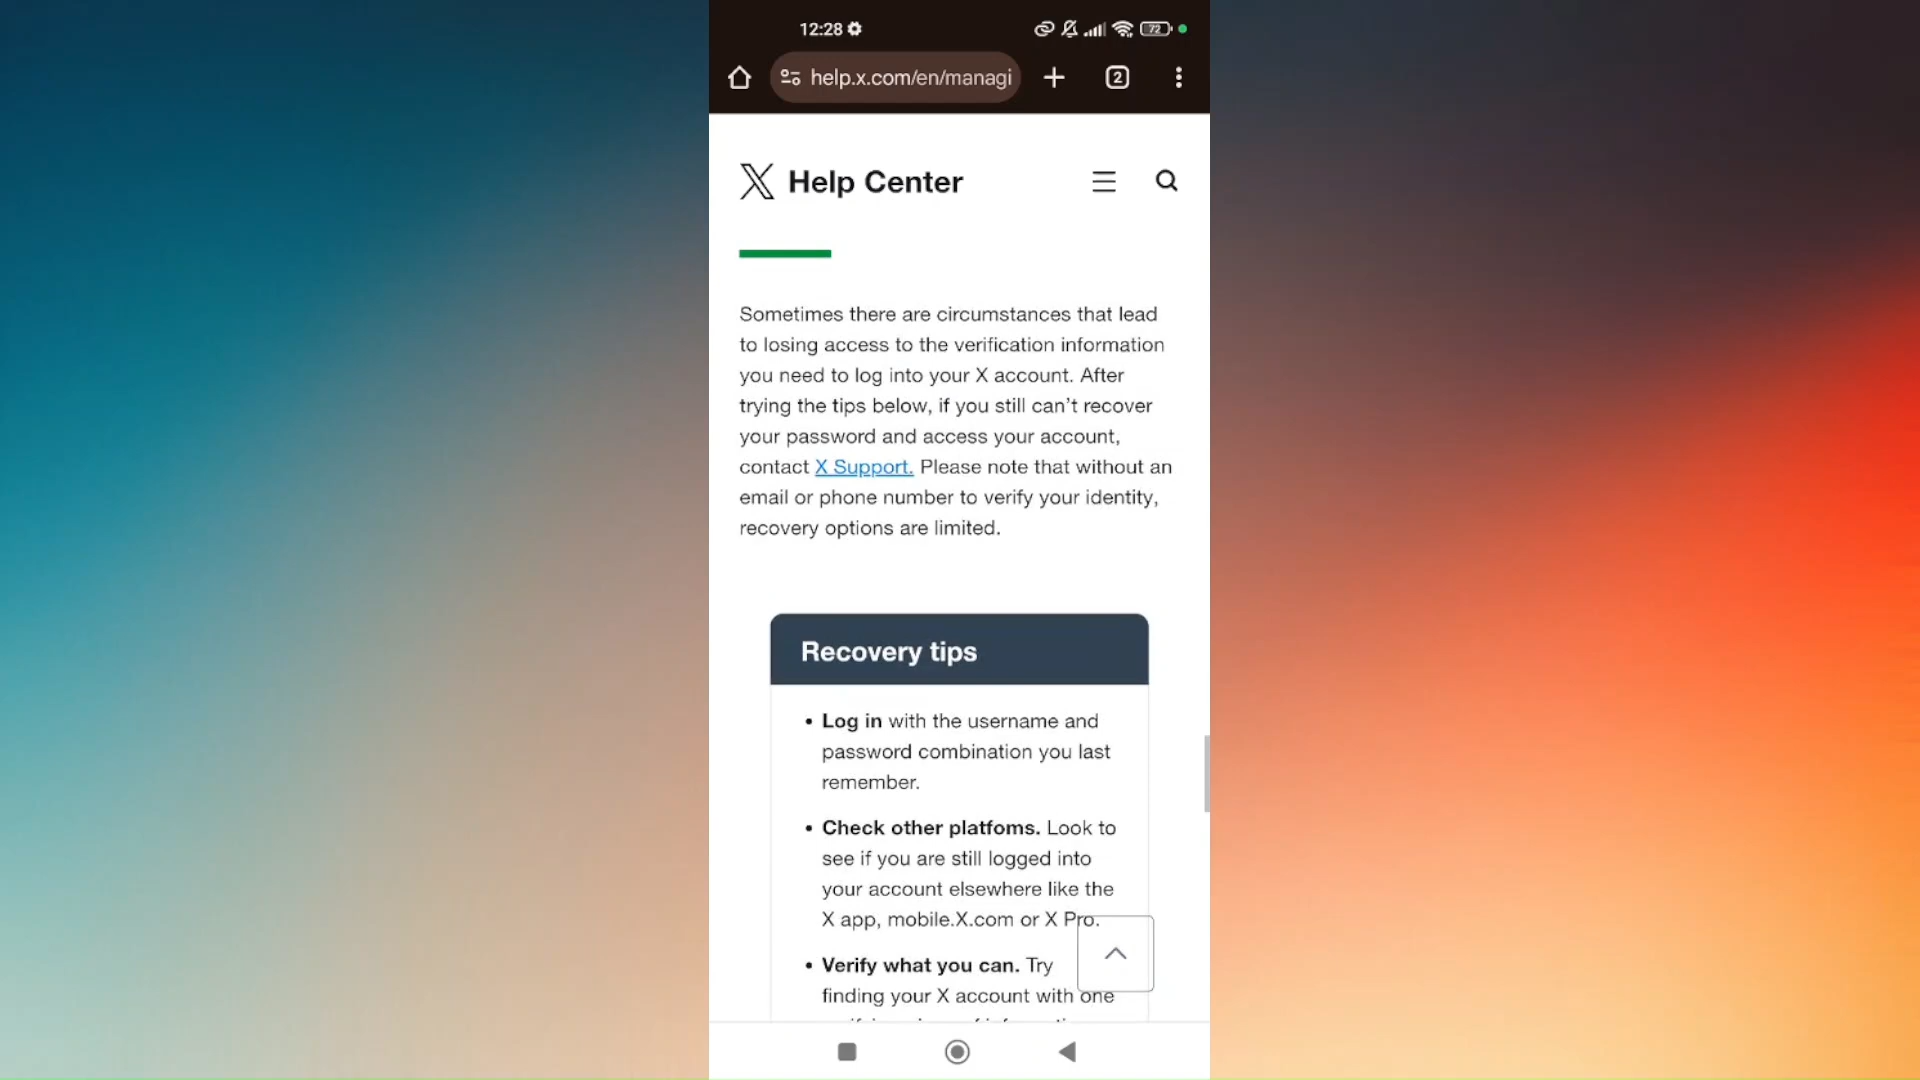 12:28
72
help.x.com/en/managi
2
X Help Center
Sometimes there are circumstances that lead
to losing access to the verification information
you need to log into your X account. After
trying the tips below, if you still can’t recover
your password and access your account,
contact X Support. Please note that without an
email or phone number to verify your identity,
recovery options are limited.
Recovery tips
• Log in with the username and
password combination you last
remember.
• Check other platfoms. Look to
see if you are still logged into
your account elsewhere like the
X app, mobile.X.com or X Pro.
• Verify what you can. Try
finding your X account with one